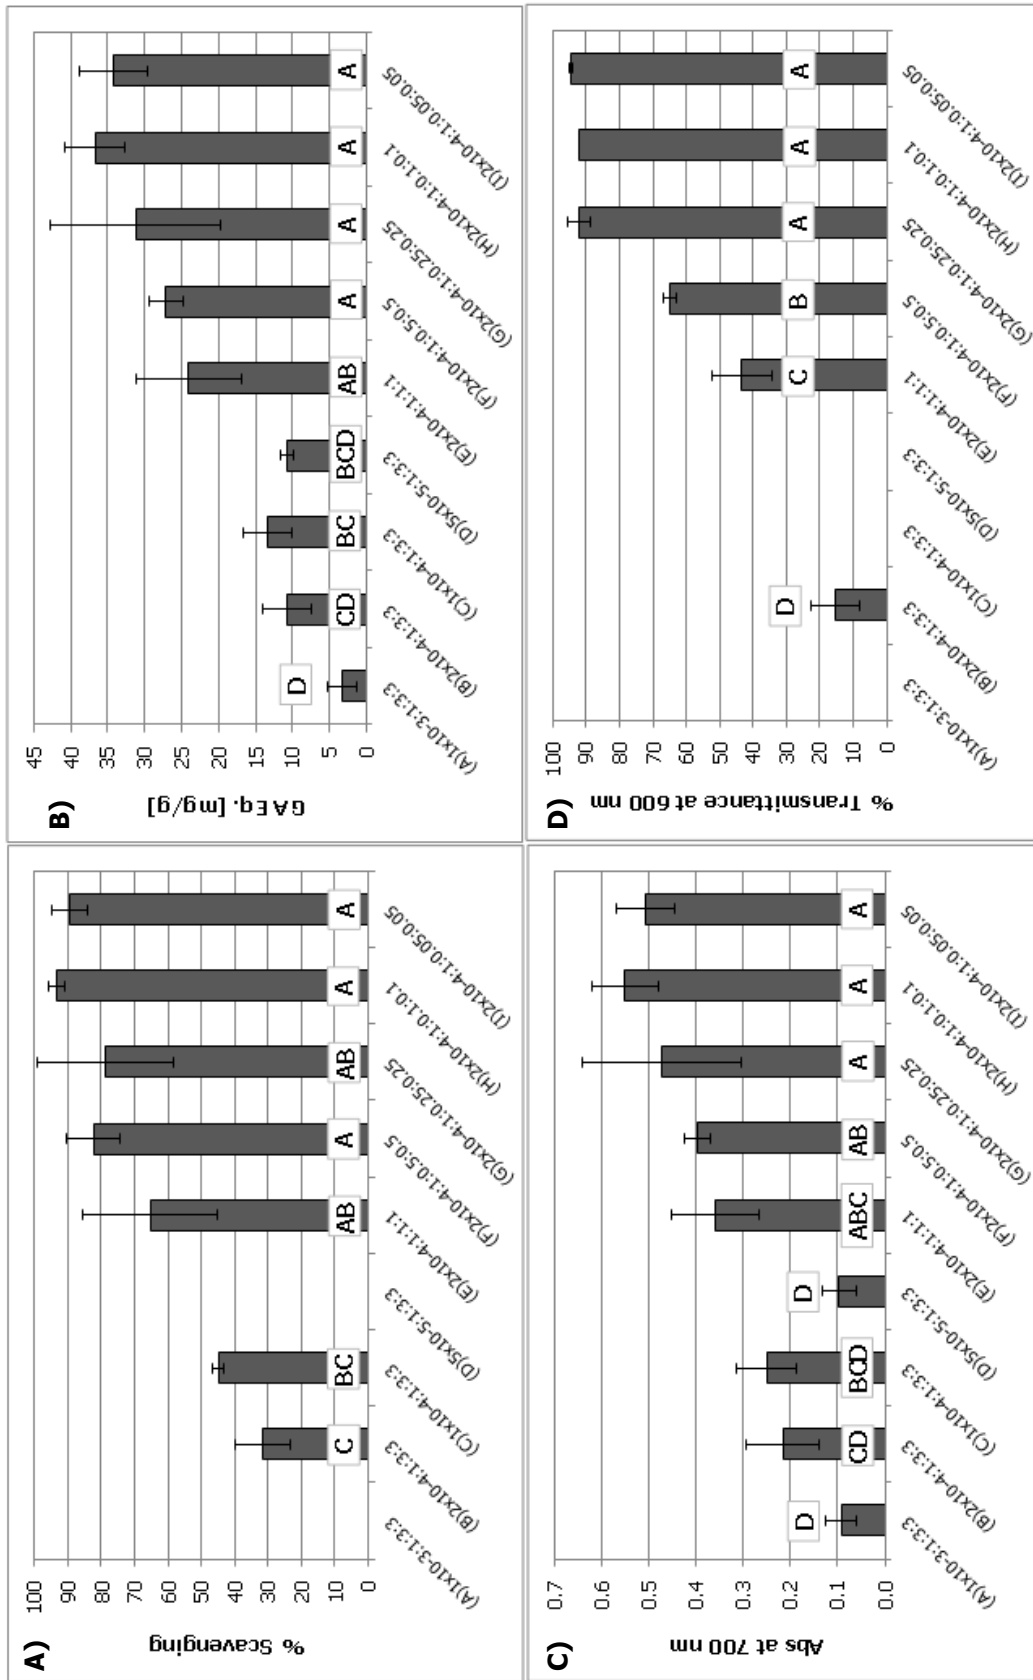 A)
% Scavenging
100
90
80
70
60
50
40
30
20
10
0
C
BC
AB
A
AB
A
A
(A)1x10-3:1:3:3
(B)2x10-4:1:3:3
(C)1x10-4:1:3:3
(D)5x10-5:1:3:3
(E)2x10-4:1:1:1
(F)2x10-4:1:0.5:0.5
(G)2x10-4:1:0.25:0.25
(H)2x10-4:1:0.1:0.1
(I)2x10-4:1:0.05:0.05
B)
GA Eq. [mg/g]
45
40
35
30
25
20
15
10
5
0
D
CD
BC
BCD
AB
A
A
A
A
(A)1x10-3:1:3:3
(B)2x10-4:1:3:3
(C)1x10-4:1:3:3
(D)5x10-5:1:3:3
(E)2x10-4:1:1:1
(F)2x10-4:1:0.5:0.5
(G)2x10-4:1:0.25:0.25
(H)2x10-4:1:0.1:0.1
(I)2x10-4:1:0.05:0.05
C)
Abs at 700 nm
0.7
0.6
0.5
0.4
0.3
0.2
0.1
0.0
D
CD
BCD
D
ABC
AB
A
A
A
(A)1x10-3:1:3:3
(B)2x10-4:1:3:3
(C)1x10-4:1:3:3
(D)5x10-5:1:3:3
(E)2x10-4:1:1:1
(F)2x10-4:1:0.5:0.5
(G)2x10-4:1:0.25:0.25
(H)2x10-4:1:0.1:0.1
(I)2x10-4:1:0.05:0.05
D)
% Transmittance at 600 nm
100
90
80
70
60
50
40
30
20
10
0
D
C
B
A
A
A
(A)1x10-3:1:3:3
(B)2x10-4:1:3:3
(C)1x10-4:1:3:3
(D)5x10-5:1:3:3
(E)2x10-4:1:1:1
(F)2x10-4:1:0.5:0.5
(G)2x10-4:1:0.25:0.25
(H)2x10-4:1:0.1:0.1
(I)2x10-4:1:0.05:0.05